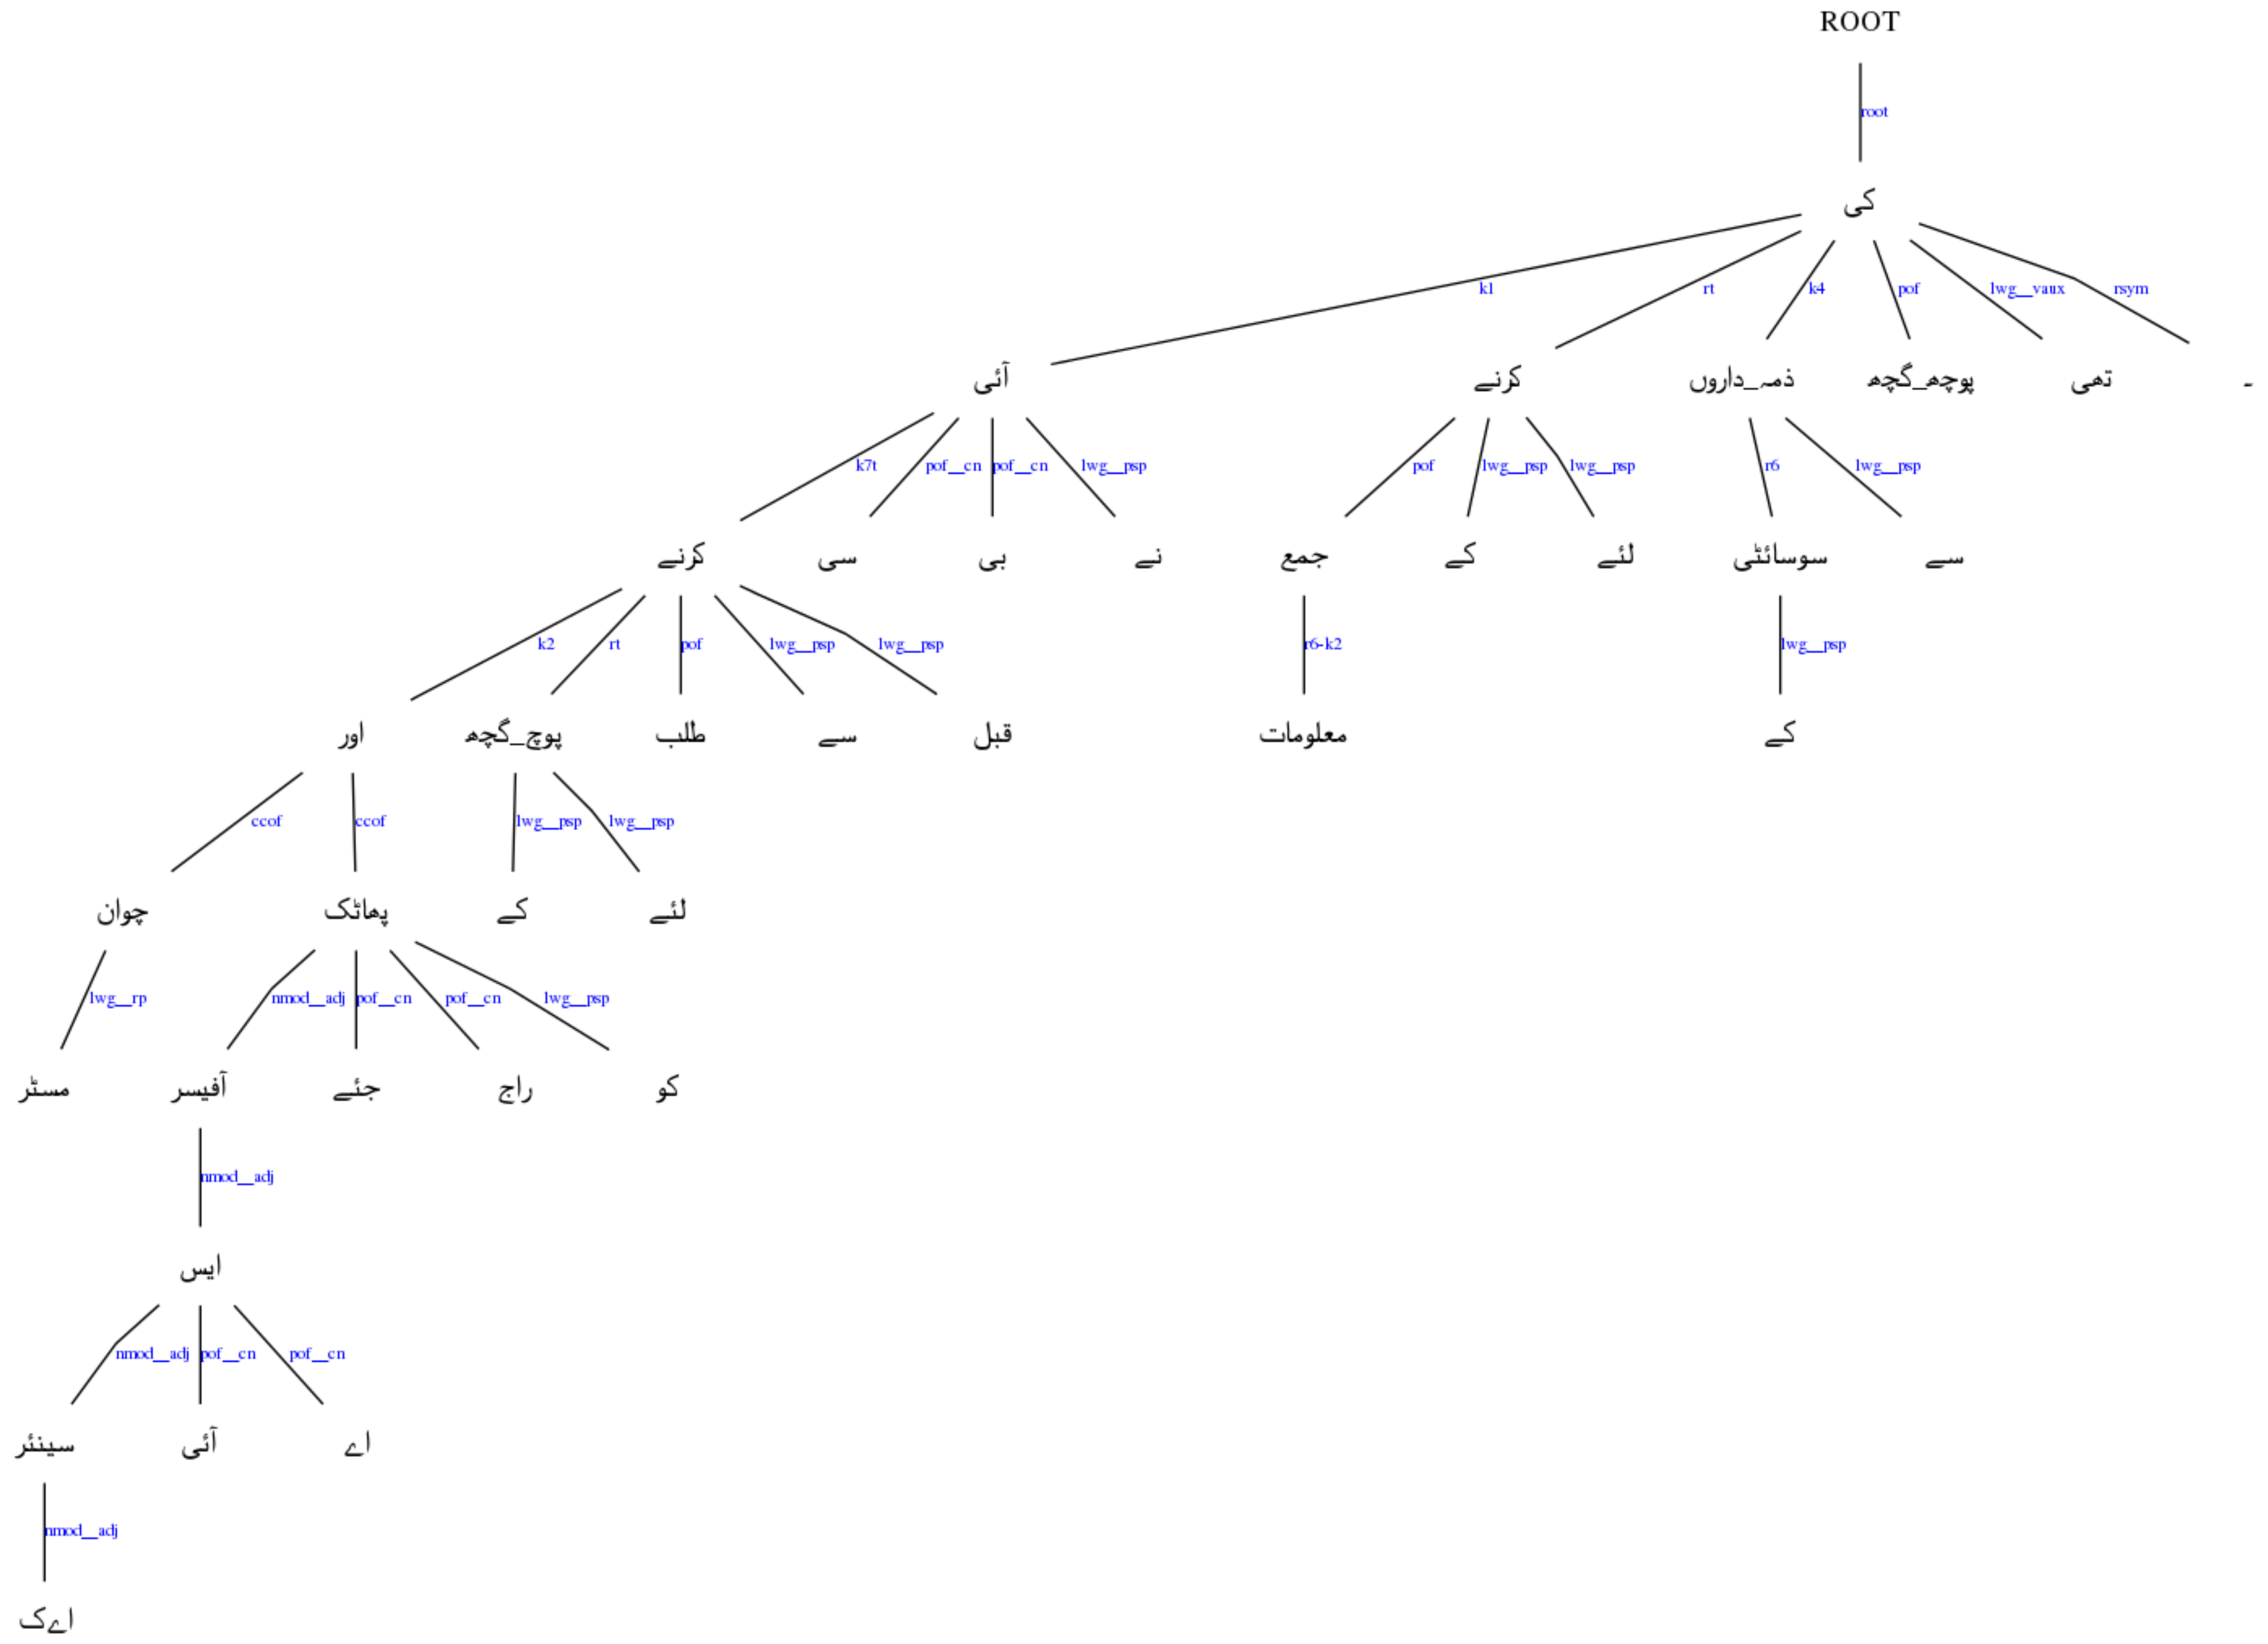 ROOT
root
کی
k1 rt k4 pof lwg__vaux rsym
آئی کرنے ذمہ_داروں پوچھ_گچھ تھی ۔
k7t pof__cn pof__cn lwg__psp pof lwg__psp lwg__psp r6 lwg__psp
کرنے سی بی نے جمع کے لئے سوسائٹی سے
k2 rt pof lwg__psp lwg__psp r6-k2 lwg__psp
اور پوچ_گچھ طلب سے قبل معلومات کے
ccof ccof lwg__psp lwg__psp
چوان پھاٹک کے لئے
lwg__rp nmod__adj pof__cn pof__cn lwg__psp
مسٹر آفیسر جئے راج کو
nmod__adj
ایس
nmod__adj pof__cn pof__cn
سینئر آئی اے
nmod__adj
اےک